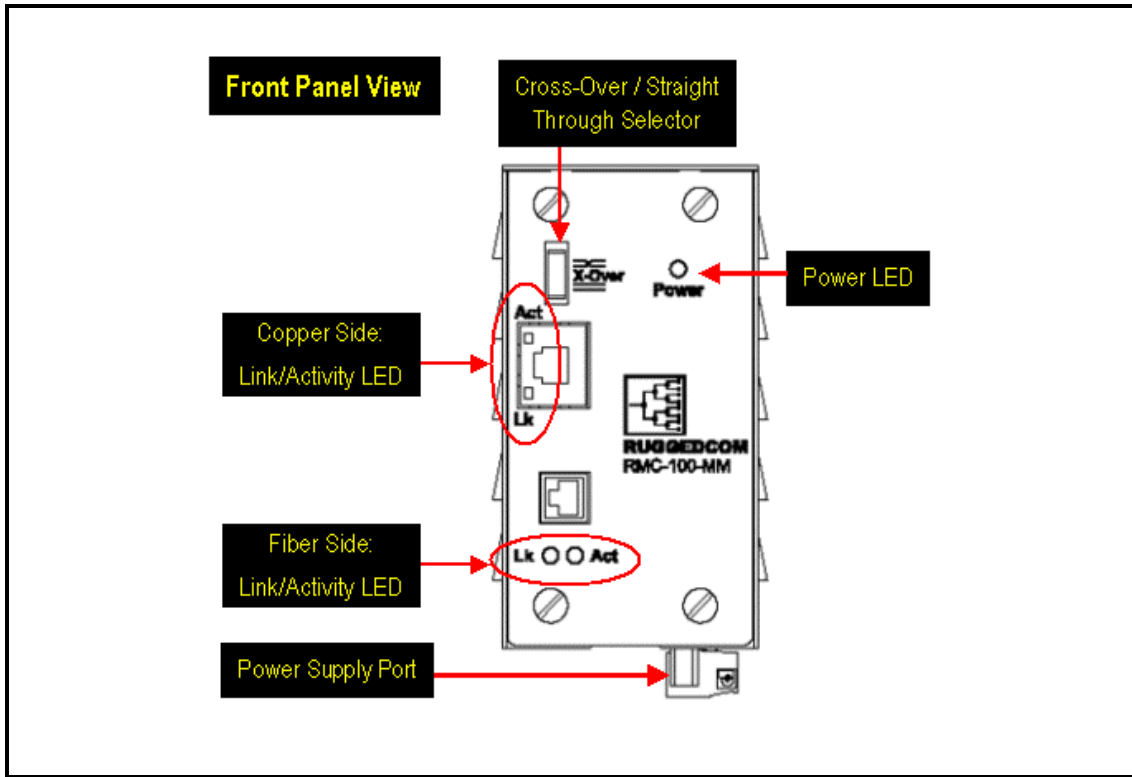 Front Panel View
Cross-Over / Straight
Through Selector
X-Over
Power
Power LED
Act
Copper Side:
Link/Activity LED
Lk
RUGGEDCOM
RMC-100-MM
Fiber Side:
Link/Activity LED
Lk
Act
Power Supply Port